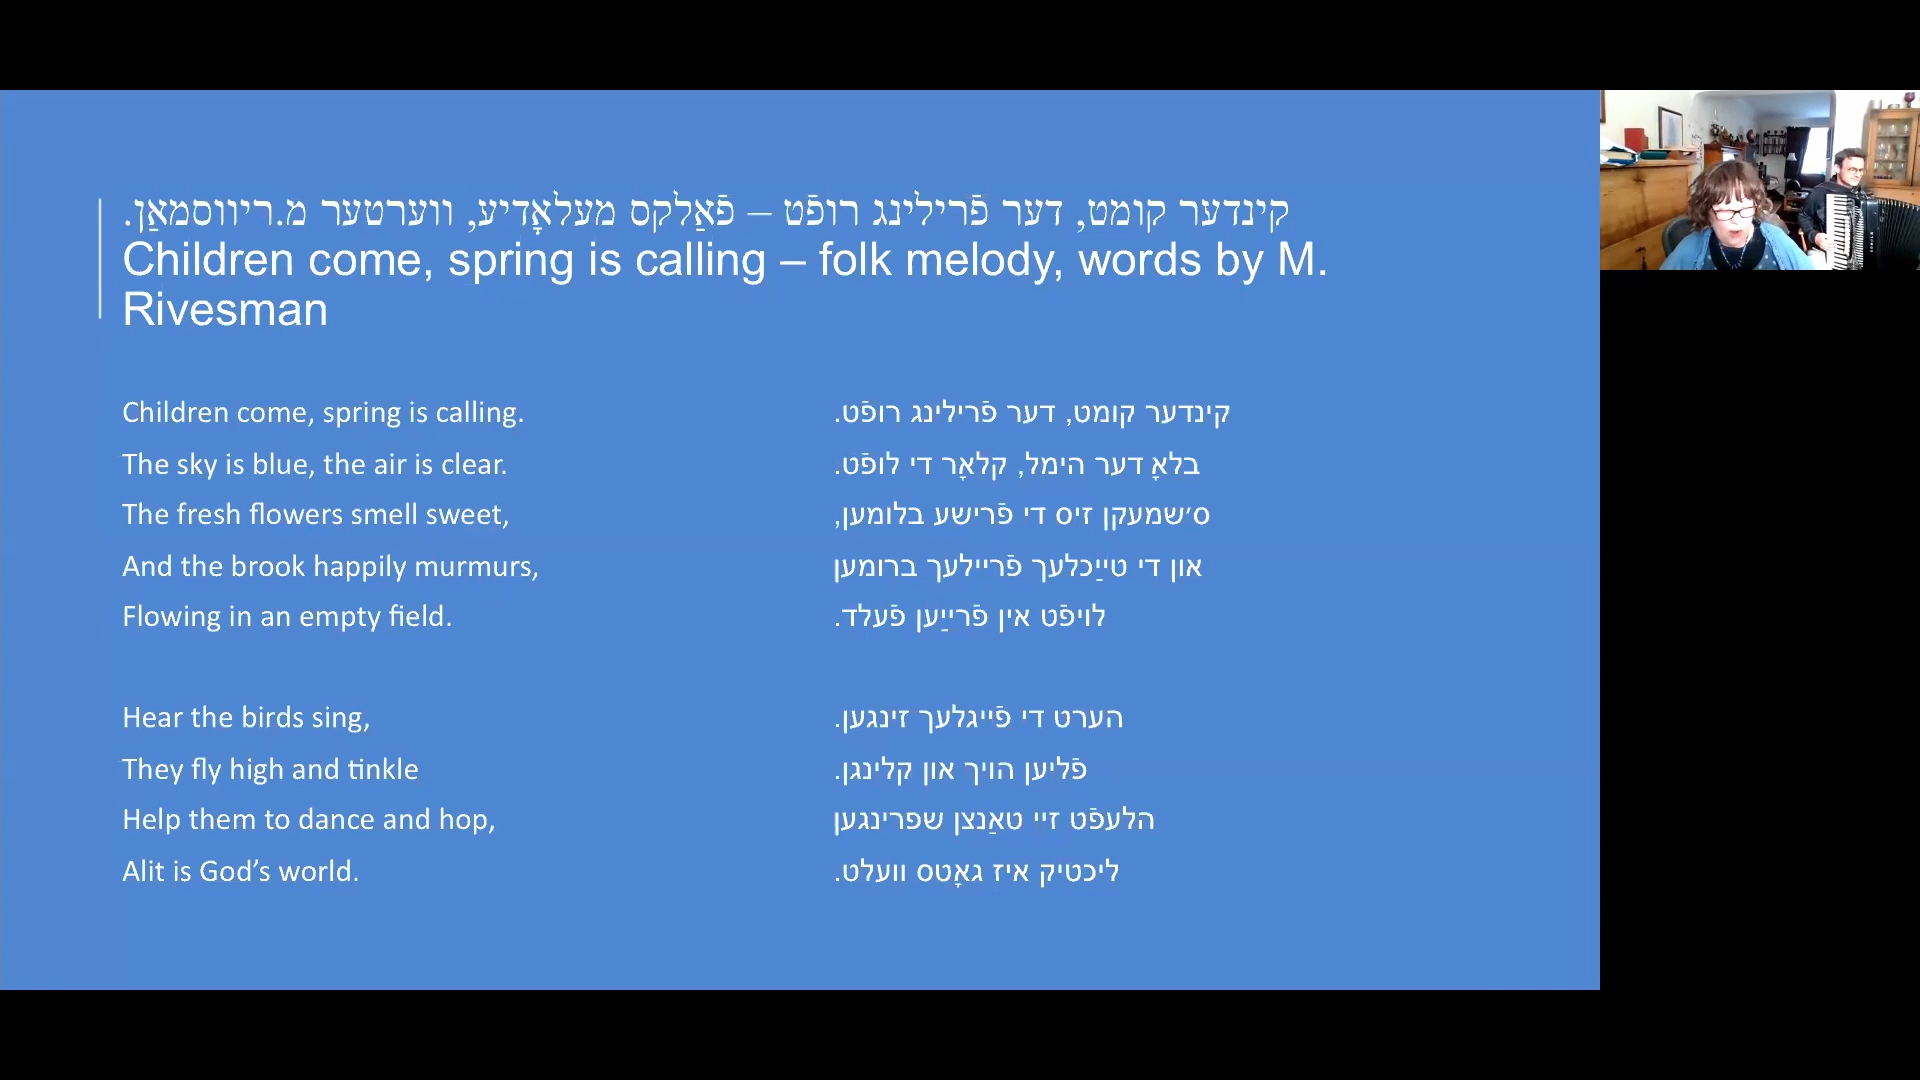 קינדער קומט, דער פֿרילינג רופֿט – פֿאַלקס מעלאָדיע, ווערטער מ.ריווסמאַן.
Children come, spring is calling – folk melody, words by M.
Rivesman
Children come, spring is calling.
The sky is blue, the air is clear.
The fresh flowers smell sweet,
And the brook happily murmurs,
Flowing in an empty field.
Hear the birds sing,
They fly high and tinkle
Help them to dance and hop,
Alit is God’s world.
קינדער קומט, דער פֿרילינג רופֿט.
בלאָ דער הימל, קלאָר די לופֿט.
ס׳שמעקן זיס די פֿרישע בלומען,
און די טייַכלעך פֿריילעך ברומען
לויפֿט אין פֿרייַען פֿעלד.
הערט די פֿייגלעך זינגען.
פֿליען הויך און קלינגן.
הלעפֿט זיי טאַנצן שפרינגען
ליכטיק איז גאָטס וועלט.